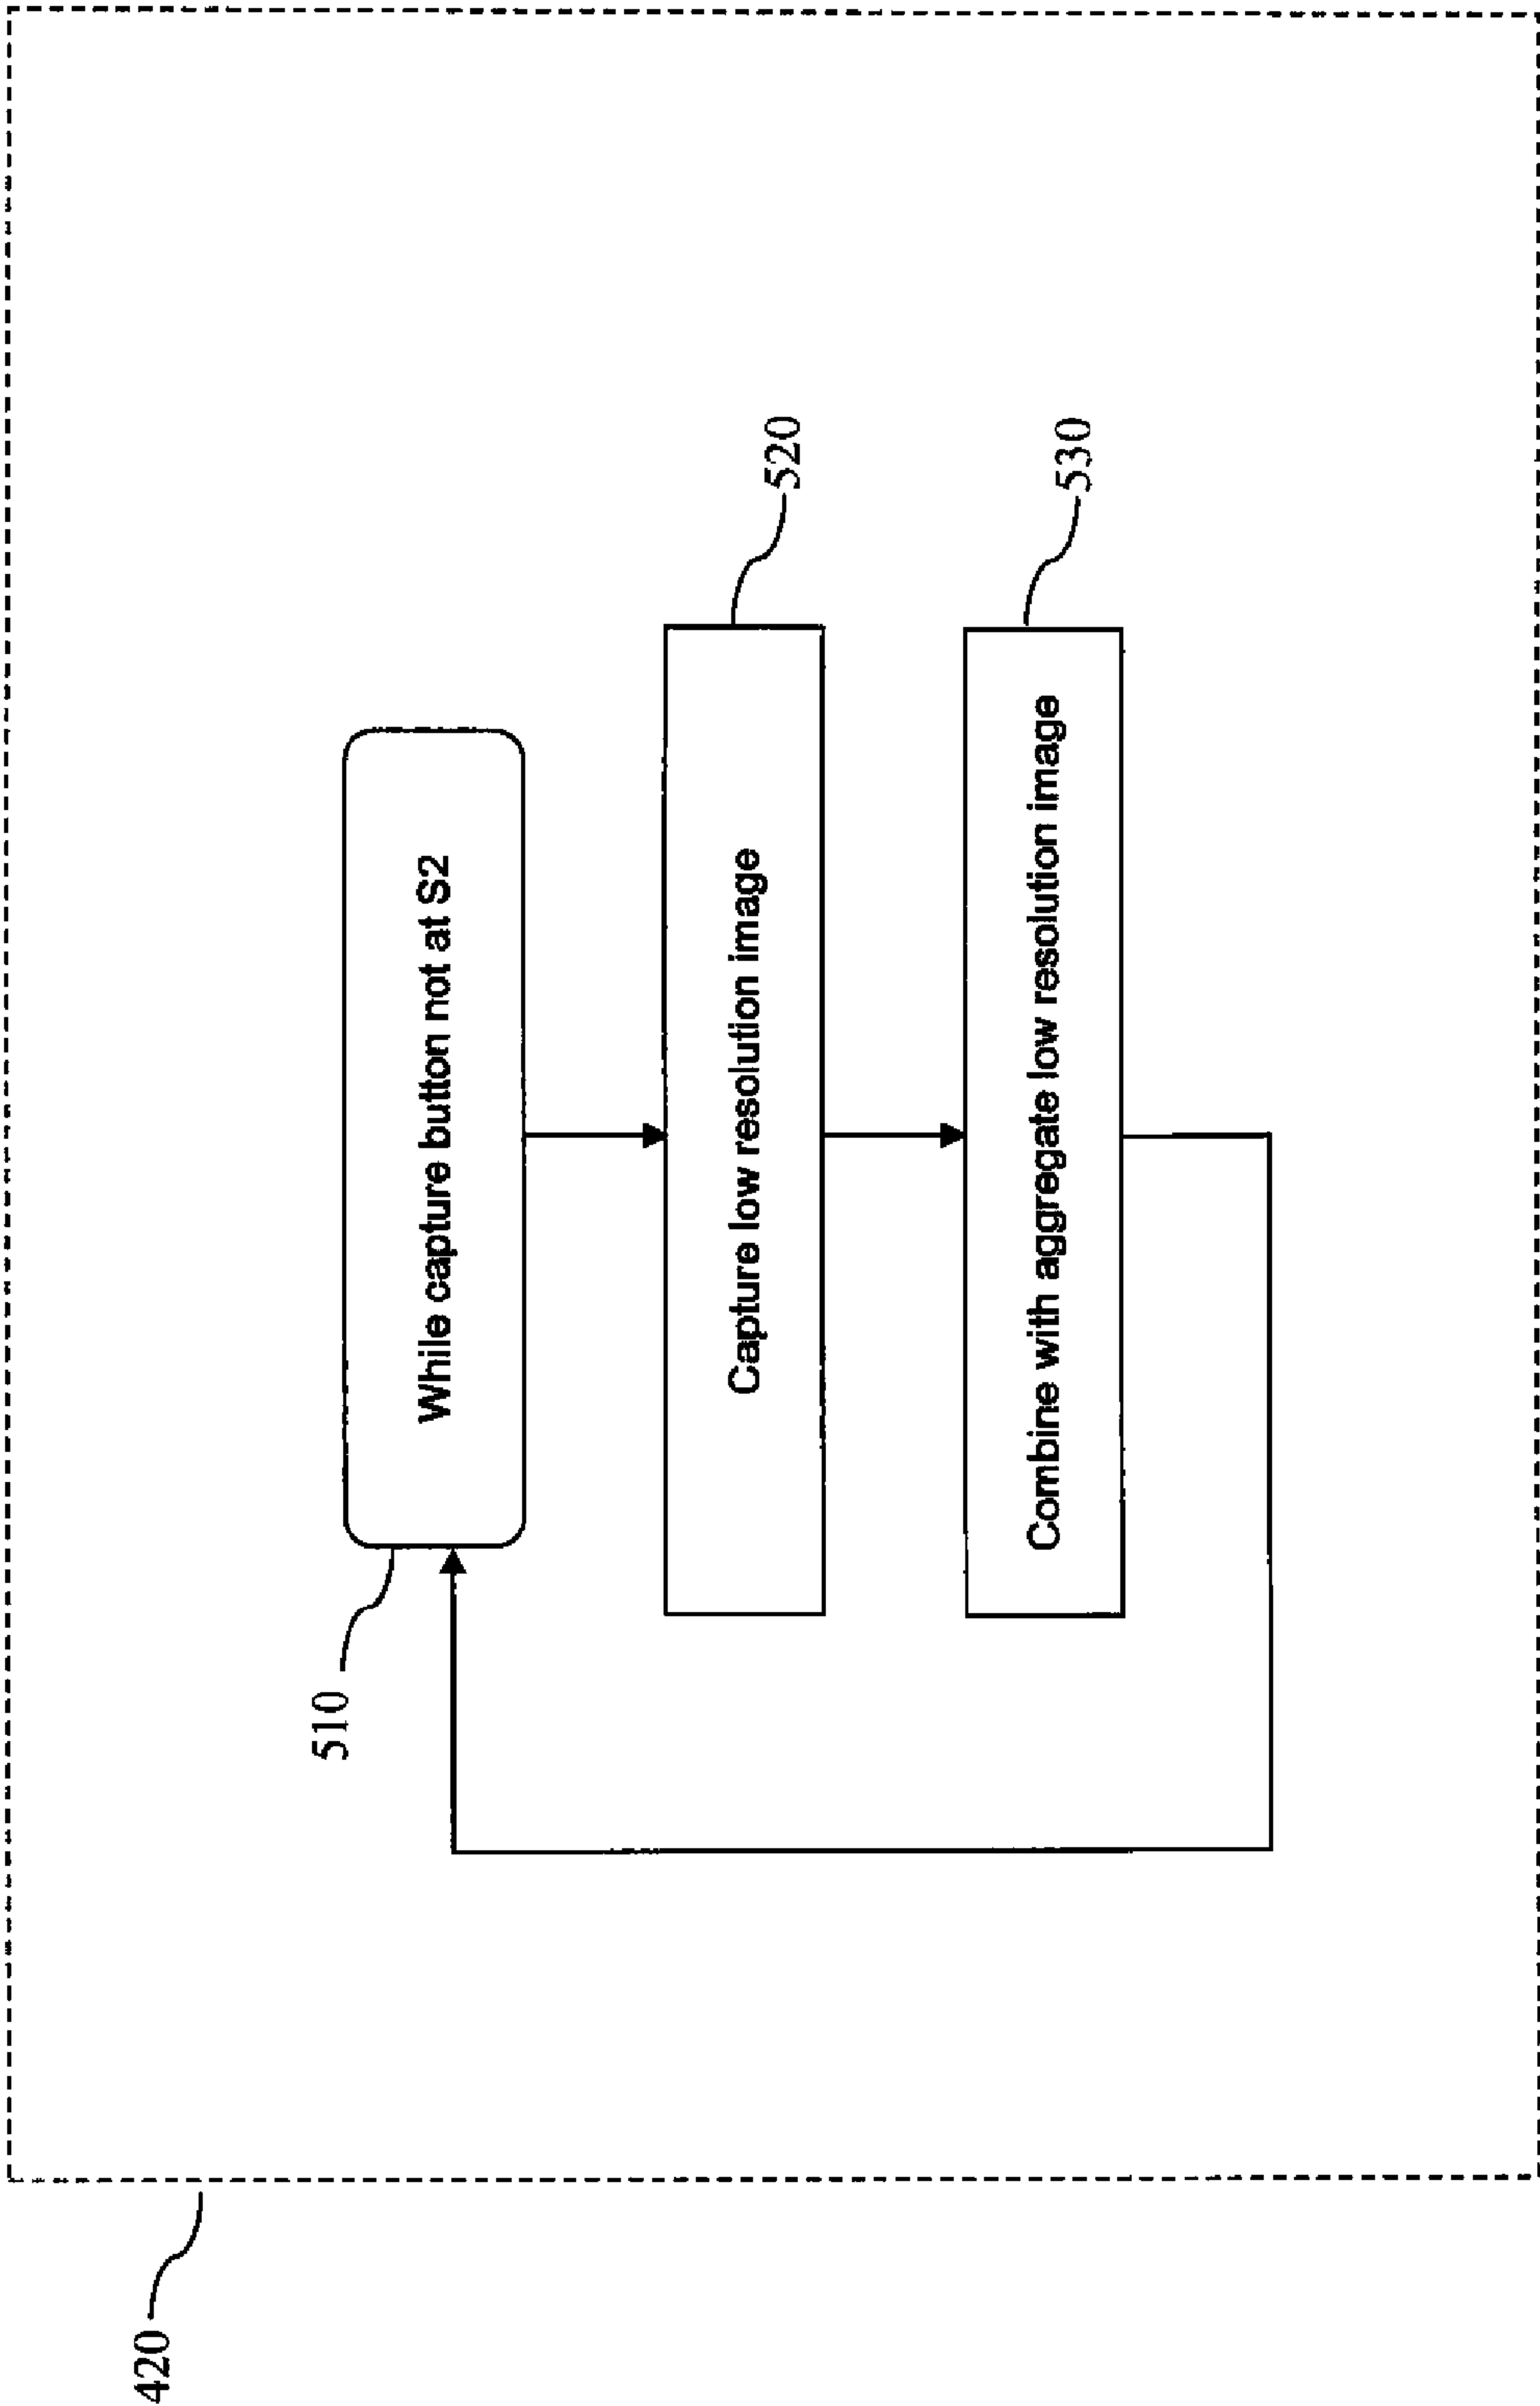 420
510
While capture button not at S2
Capture low resolution image
520
Combine with aggregate low resolution image
530